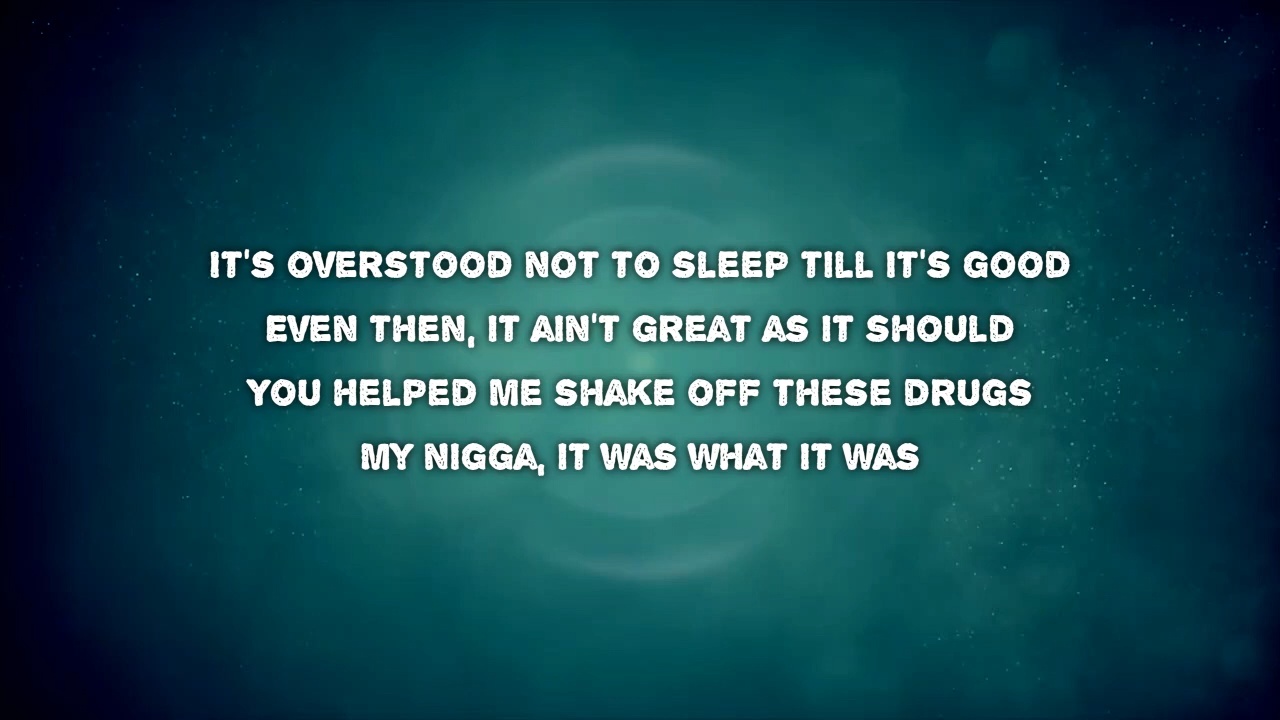 IT'S OVERSTOOD NOT TO SLEEP TILL IT'S GOOD
EVEN THEN, IT AIN'T GREAT AS IT SHOULD
YOU HELPED ME SHAKE OFF THESE DRUGS
MY NIGGA, IT WAS WHAT IT WAS